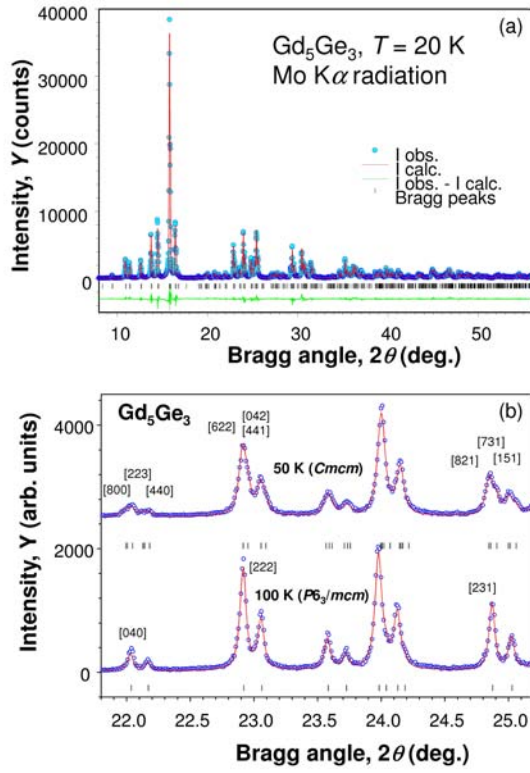 (a)
Gd5Ge3, T = 20 K
Mo Kα radiation
I obs.
I calc.
I obs. - I calc.
Bragg peaks
Intensity, Y (counts)
40000
30000
20000
10000
0
10 20 30 40 50
Bragg angle, 2θ (deg.)
Gd5Ge3
(b)
[622] [042]
[441]
50 K (Cmcm)
[731]
[821] [151]
[223]
[800] [440]
[222]
100 K (P63/mcm)
[231]
[040]
Intensity, Y (arb. units)
4000
2000
0
22.0 22.5 23.0 23.5 24.0 24.5 25.0
Bragg angle, 2θ (deg.)